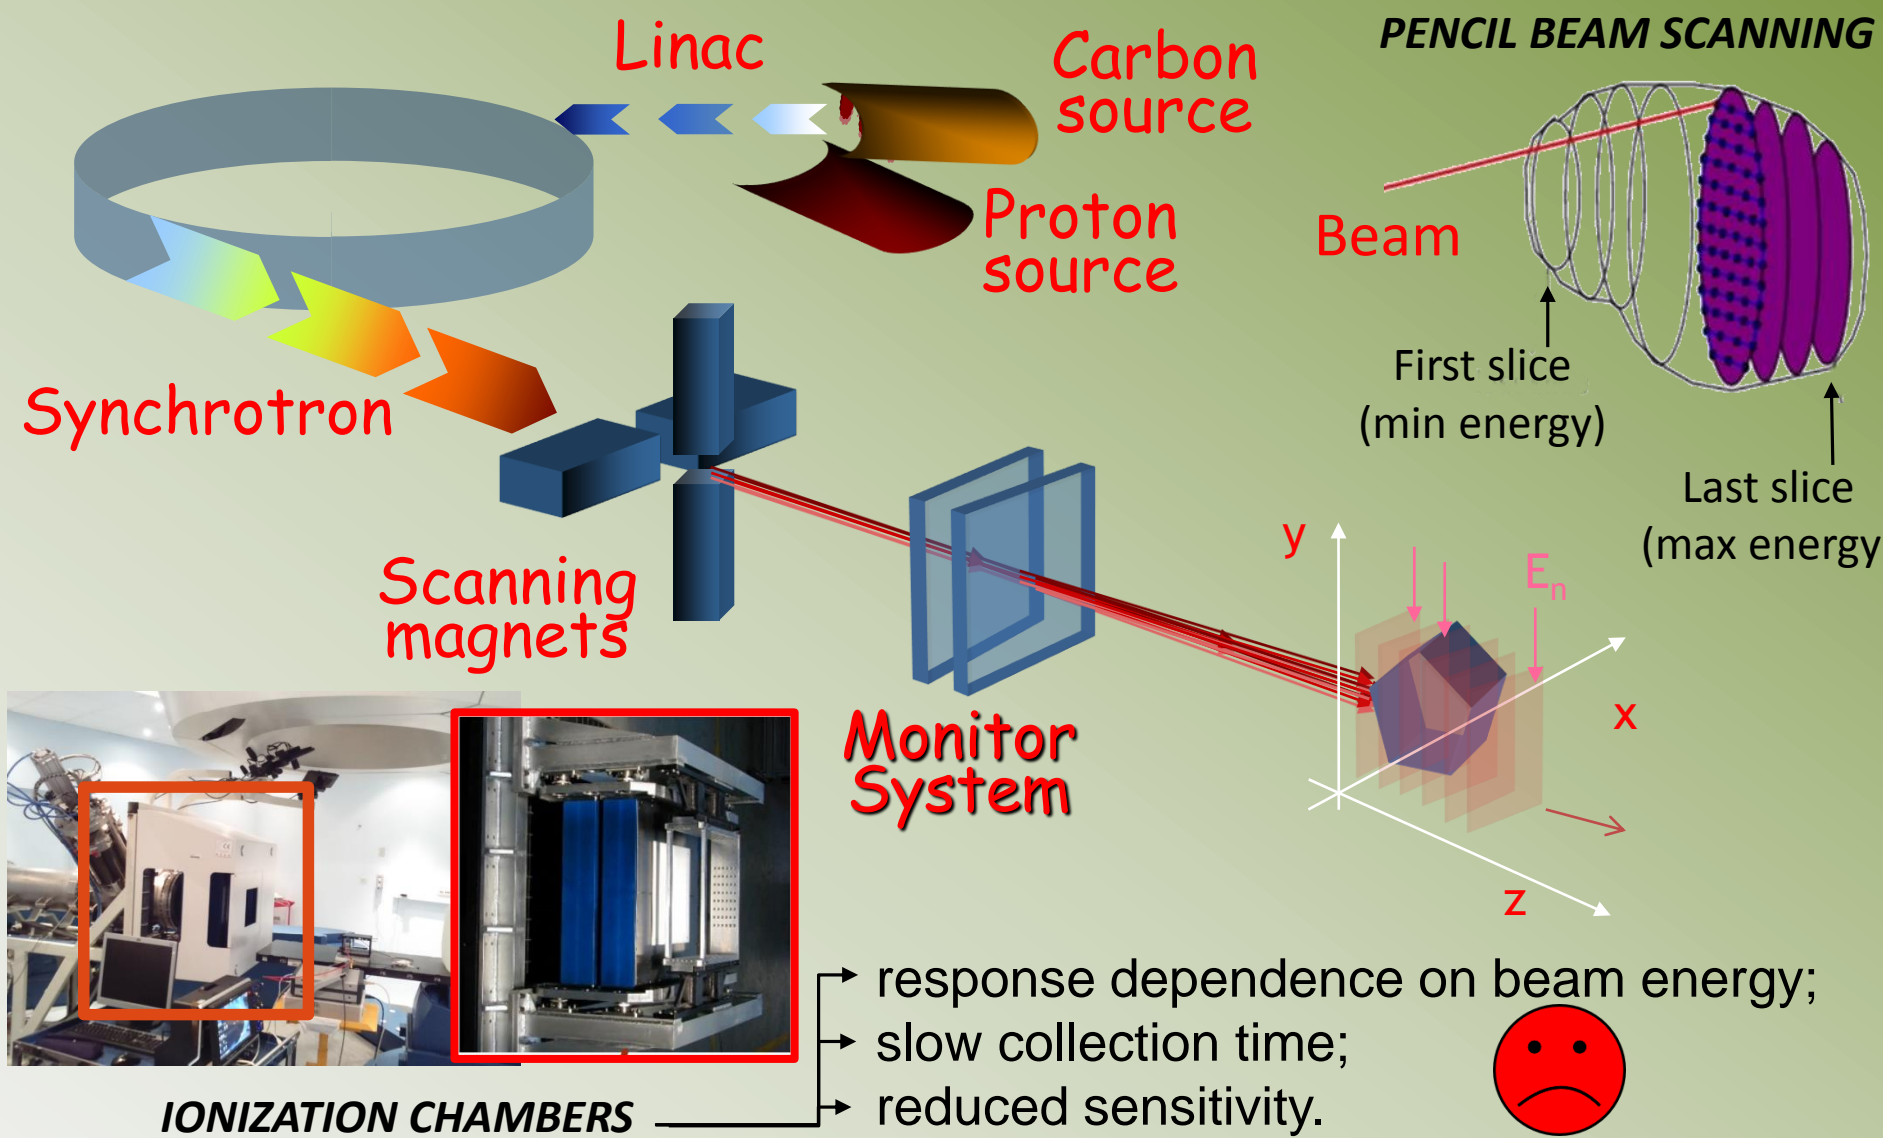 PENCIL BEAM SCANNING
Linac
Carbon
source
Proton
source
Beam
First slice
(min energy)
Last slice
(max energy
Synchrotron
Scanning
magnets
Monitor
System
y
E_n
x
z
response dependence on beam energy;
slow collection time;
reduced sensitivity.
IONIZATION CHAMBERS